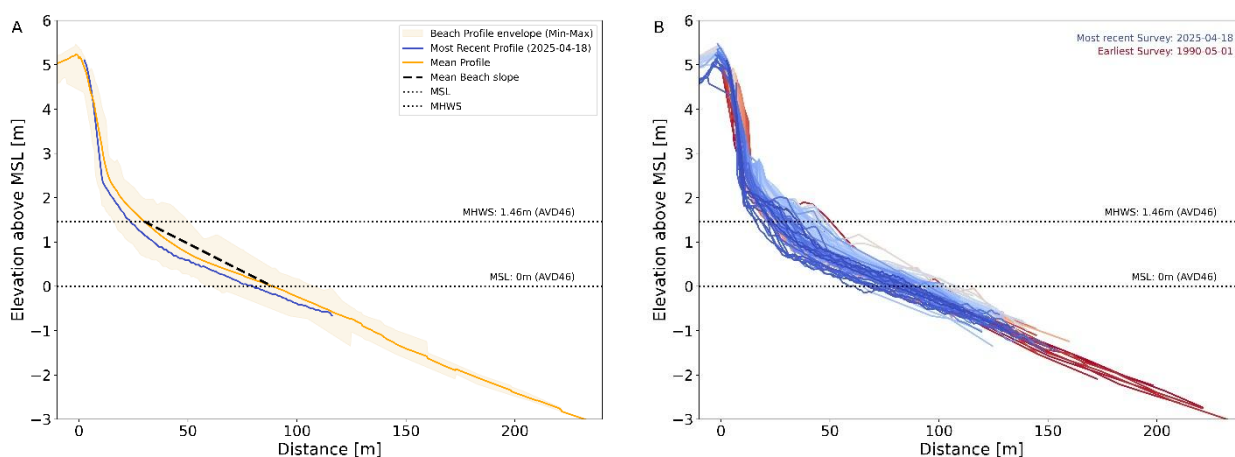 A
6
5
4
3
2
1
0
−1
−2
−3
Elevation above MSL [m]
Beach Profile envelope (Min-Max)
Most Recent Profile (2025-04-18)
Mean Profile
Mean Beach slope
MSL
MHWS
MHWS: 1.46m (AVD46)
MSL: 0m (AVD46)
0 50 100 150 200
Distance [m]
B
6
5
4
3
2
1
0
−1
−2
−3
Elevation above MSL [m]
Most recent Survey: 2025-04-18
Earliest Survey: 1990-05-01
MHWS: 1.46m (AVD46)
MSL: 0m (AVD46)
0 50 100 150 200
Distance [m]